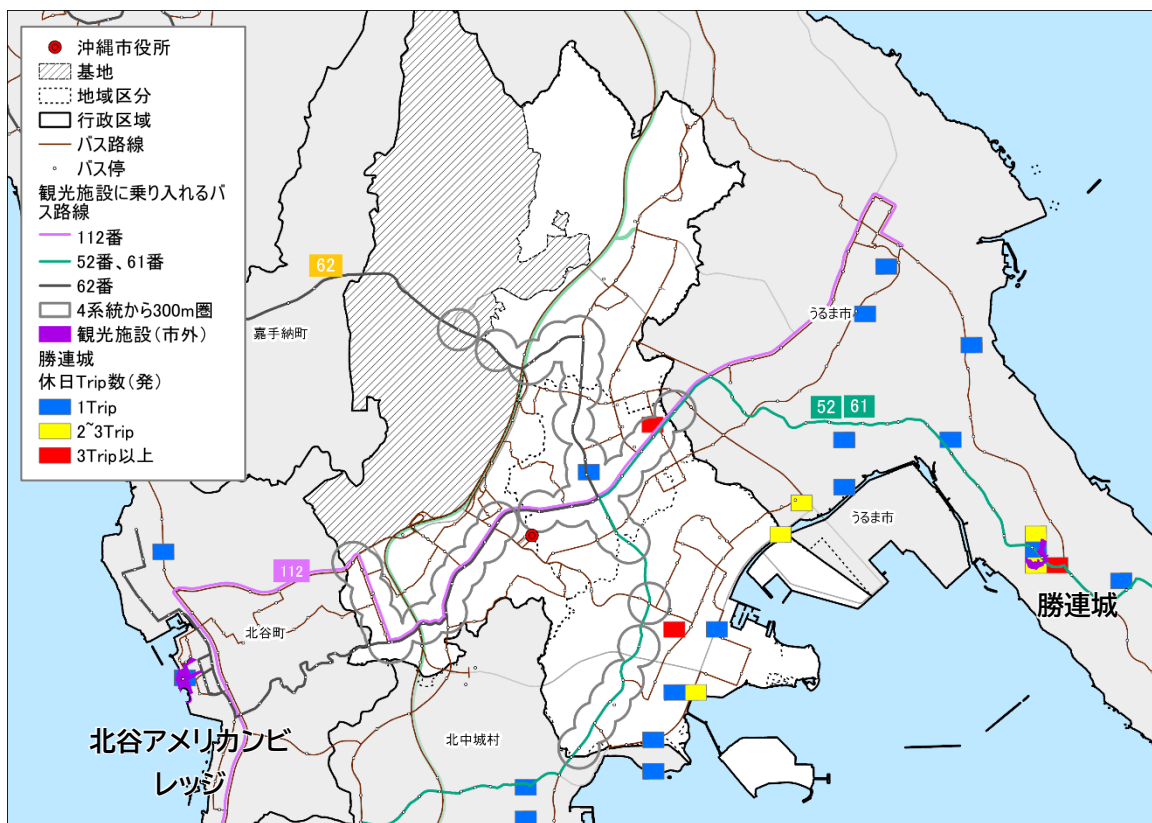 沖縄市役所
基地
地域区分
行政区域
バス路線
バス停
観光施設に乗り入れるバ
ス路線
112番
52番、61番
62番
4系統から300m圏
観光施設(市外)
勝連城
休日Trip数(発)
1Trip
2~3Trip
3Trip以上
62
嘉手納町
うるま市
52 61
うるま市
112
北谷町
勝連城
北谷アメリカンビ
レッジ
北中城村